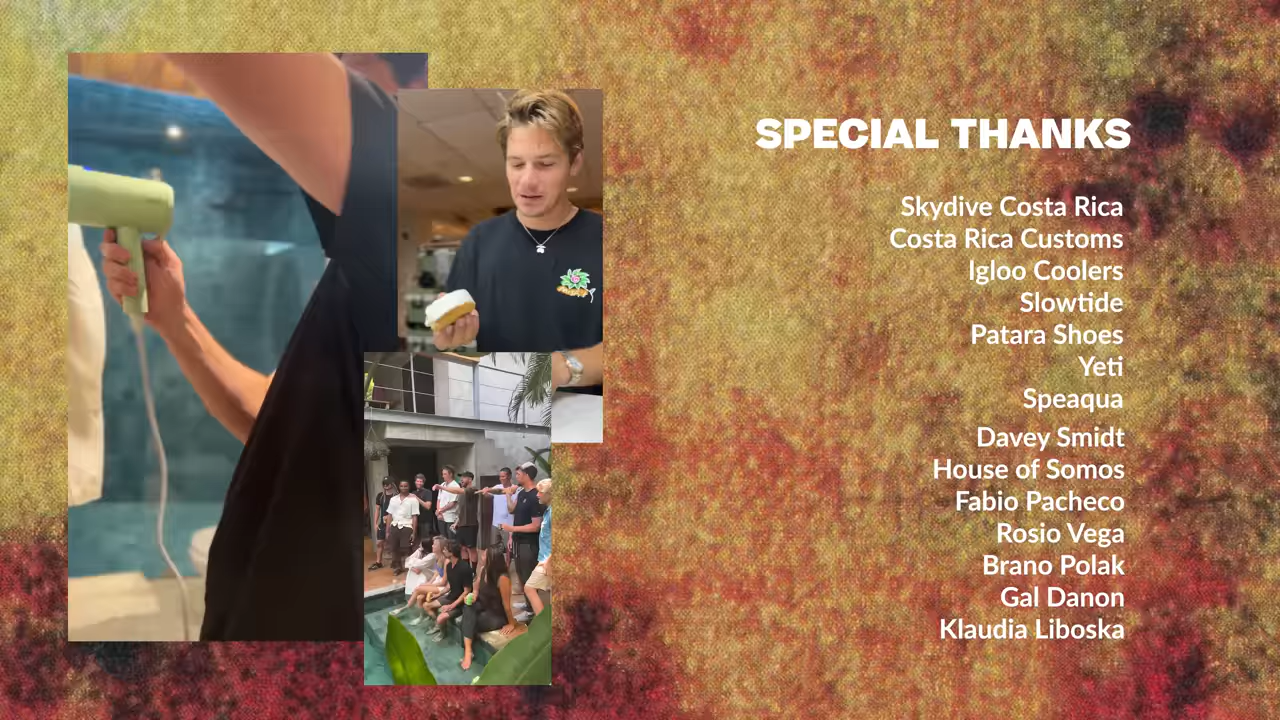 SPECIAL THANKS
Skydive Costa Rica
Costa Rica Customs
Igloo Coolers
Slowtide
Patara Shoes
Yeti
Speaqua
Davey Smidt
House of Somos
Fabio Pacheco
Rosio Vega
Brano Polak
Gal Danon
Klaudia Liboska